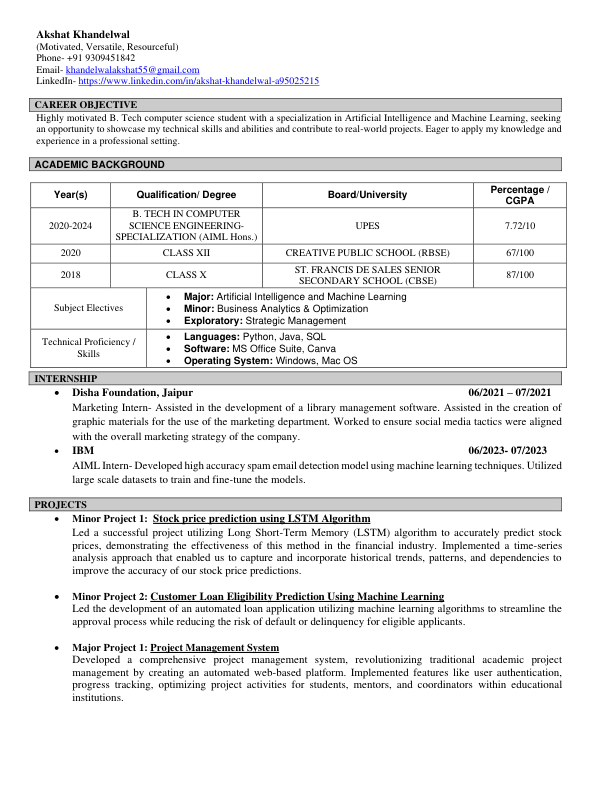 Akshat Khandelwal
(Motivated, Versatile, Resourceful)
Phone- +91 9309451842
Email- khandelwalakshat55@gmail.com
LinkedIn- https://www.linkedin.com/in/akshat-khandelwal-a95025215
CAREER OBJECTIVE
Highly motivated B. Tech computer science student with a specialization in Artificial Intelligence and Machine Learning, seeking
an opportunity to showcase my technical skills and abilities and contribute to real-world projects. Eager to apply my knowledge and
experience in a professional setting.
ACADEMIC BACKGROUND
Year(s) Qualification/ Degree Board/University Percentage / CGPA
2020-2024 B. TECH IN COMPUTER SCIENCE ENGINEERING- SPECIALIZATION (AIML Hons.) UPES 7.72/10
2020 CLASS XII CREATIVE PUBLIC SCHOOL (RBSE) 67/100
2018 CLASS X ST. FRANCIS DE SALES SENIOR SECONDARY SCHOOL (CBSE) 87/100
Subject Electives
• Major: Artificial Intelligence and Machine Learning
• Minor: Business Analytics & Optimization
• Exploratory: Strategic Management
Technical Proficiency / Skills
• Languages: Python, Java, SQL
• Software: MS Office Suite, Canva
• Operating System: Windows, Mac OS
INTERNSHIP
• Disha Foundation, Jaipur 06/2021 – 07/2021
Marketing Intern- Assisted in the development of a library management software. Assisted in the creation of
graphic materials for the use of the marketing department. Worked to ensure social media tactics were aligned
with the overall marketing strategy of the company.
• IBM 06/2023- 07/2023
AIML Intern- Developed high accuracy spam email detection model using machine learning techniques. Utilized
large scale datasets to train and fine-tune the models.
PROJECTS
• Minor Project 1: Stock price prediction using LSTM Algorithm
Led a successful project utilizing Long Short-Term Memory (LSTM) algorithm to accurately predict stock
prices, demonstrating the effectiveness of this method in the financial industry. Implemented a time-series
analysis approach that enabled us to capture and incorporate historical trends, patterns, and dependencies to
improve the accuracy of our stock price predictions.
• Minor Project 2: Customer Loan Eligibility Prediction Using Machine Learning
Led the development of an automated loan application utilizing machine learning algorithms to streamline the
approval process while reducing the risk of default or delinquency for eligible applicants.
• Major Project 1: Project Management System
Developed a comprehensive project management system, revolutionizing traditional academic project
management by creating an automated web-based platform. Implemented features like user authentication,
progress tracking, optimizing project activities for students, mentors, and coordinators within educational
institutions.